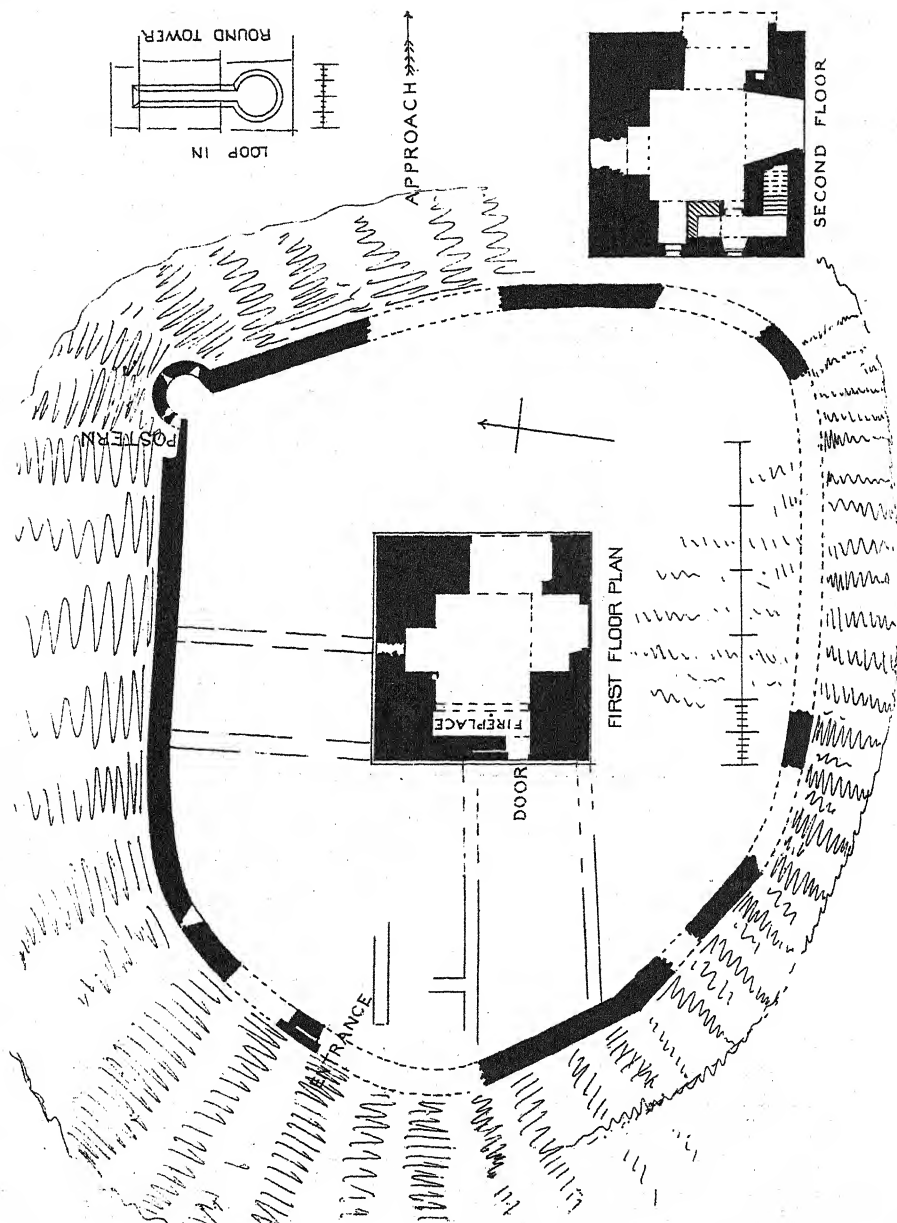 LOOP IN
ROUND TOWER
APPROACH
SECOND FLOOR
POSTERN
FIREPLACE
FIRST FLOOR PLAN
DOOR
ENTRANCE